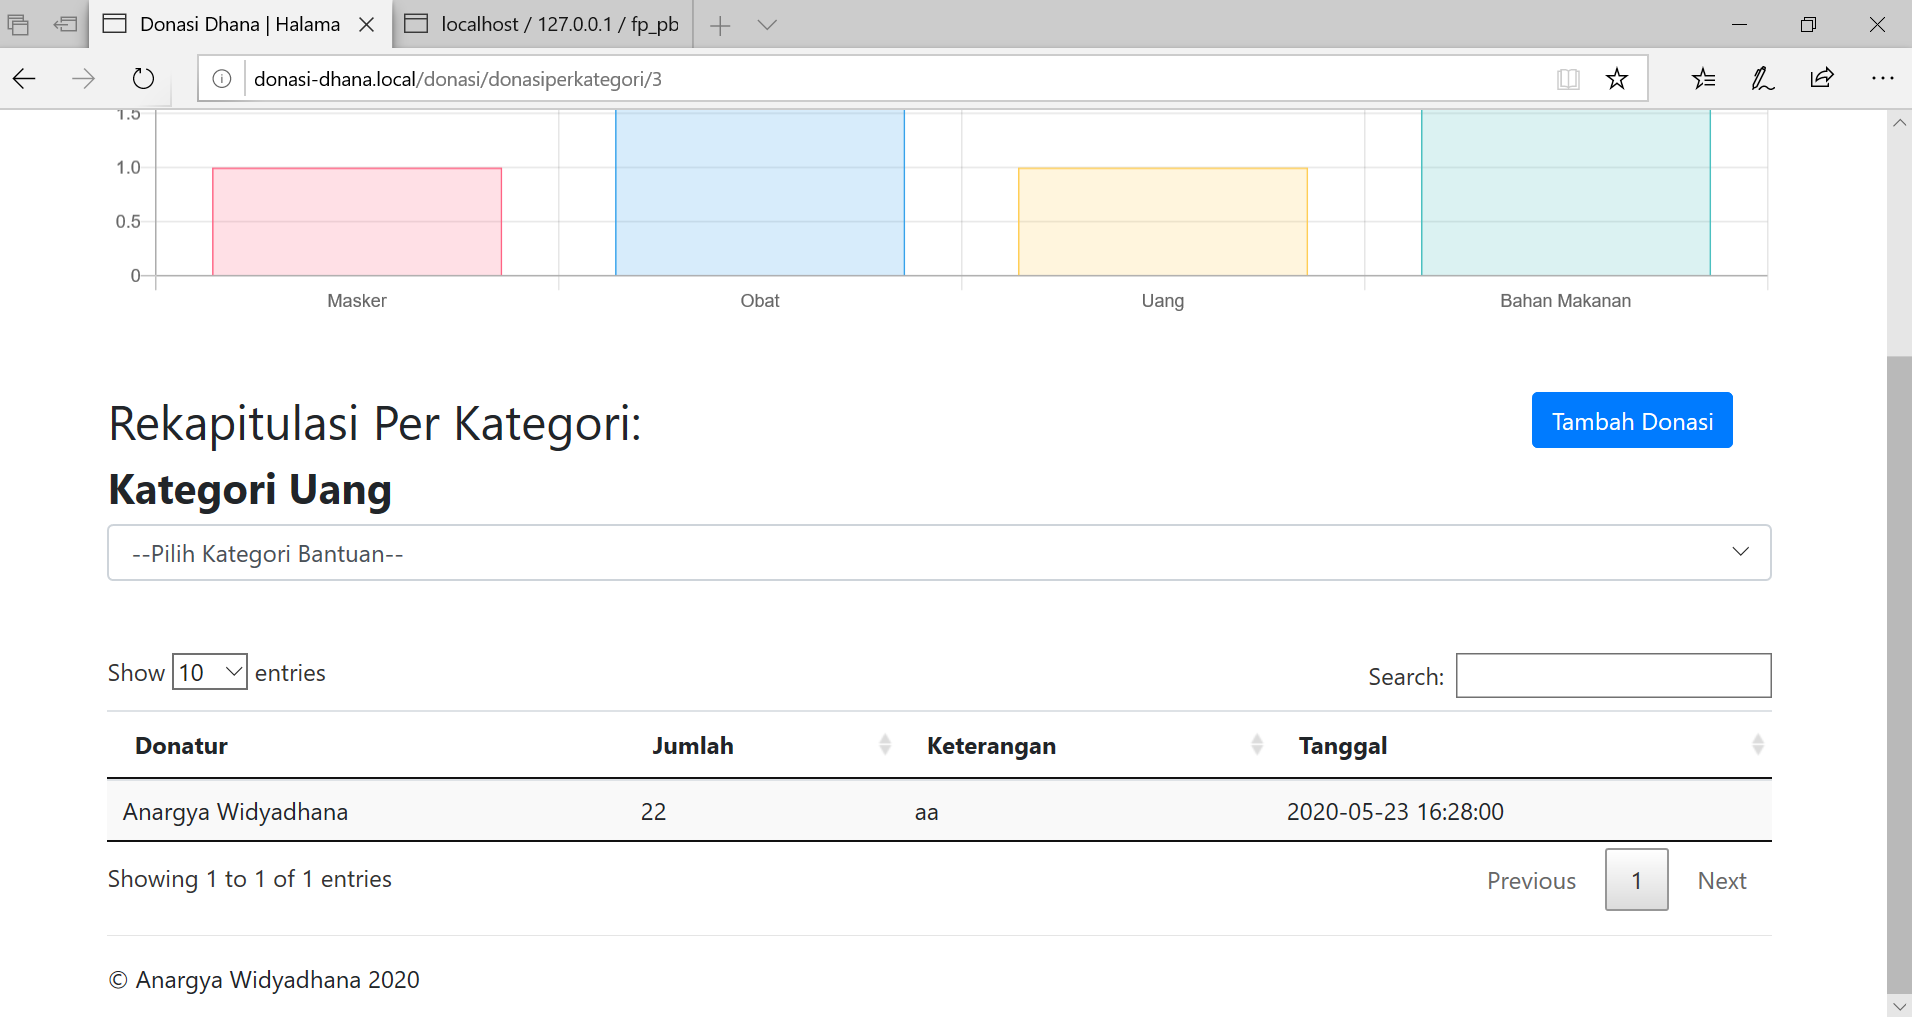 Donasi Dhana | Halama
localhost / 127.0.0.1 / fp_pb
donasi-dhana.local/donasi/donasiperkategori/3
1.5
1.0
0.5
0
Masker Obat Uang Bahan Makanan
Rekapitulasi Per Kategori:
Tambah Donasi
Kategori Uang
--Pilih Kategori Bantuan--
Show 10 entries
Search:
Donatur Jumlah Keterangan Tanggal
Anargya Widyadhana 22 aa 2020-05-23 16:28:00
Showing 1 to 1 of 1 entries
Previous 1 Next
© Anargya Widyadhana 2020